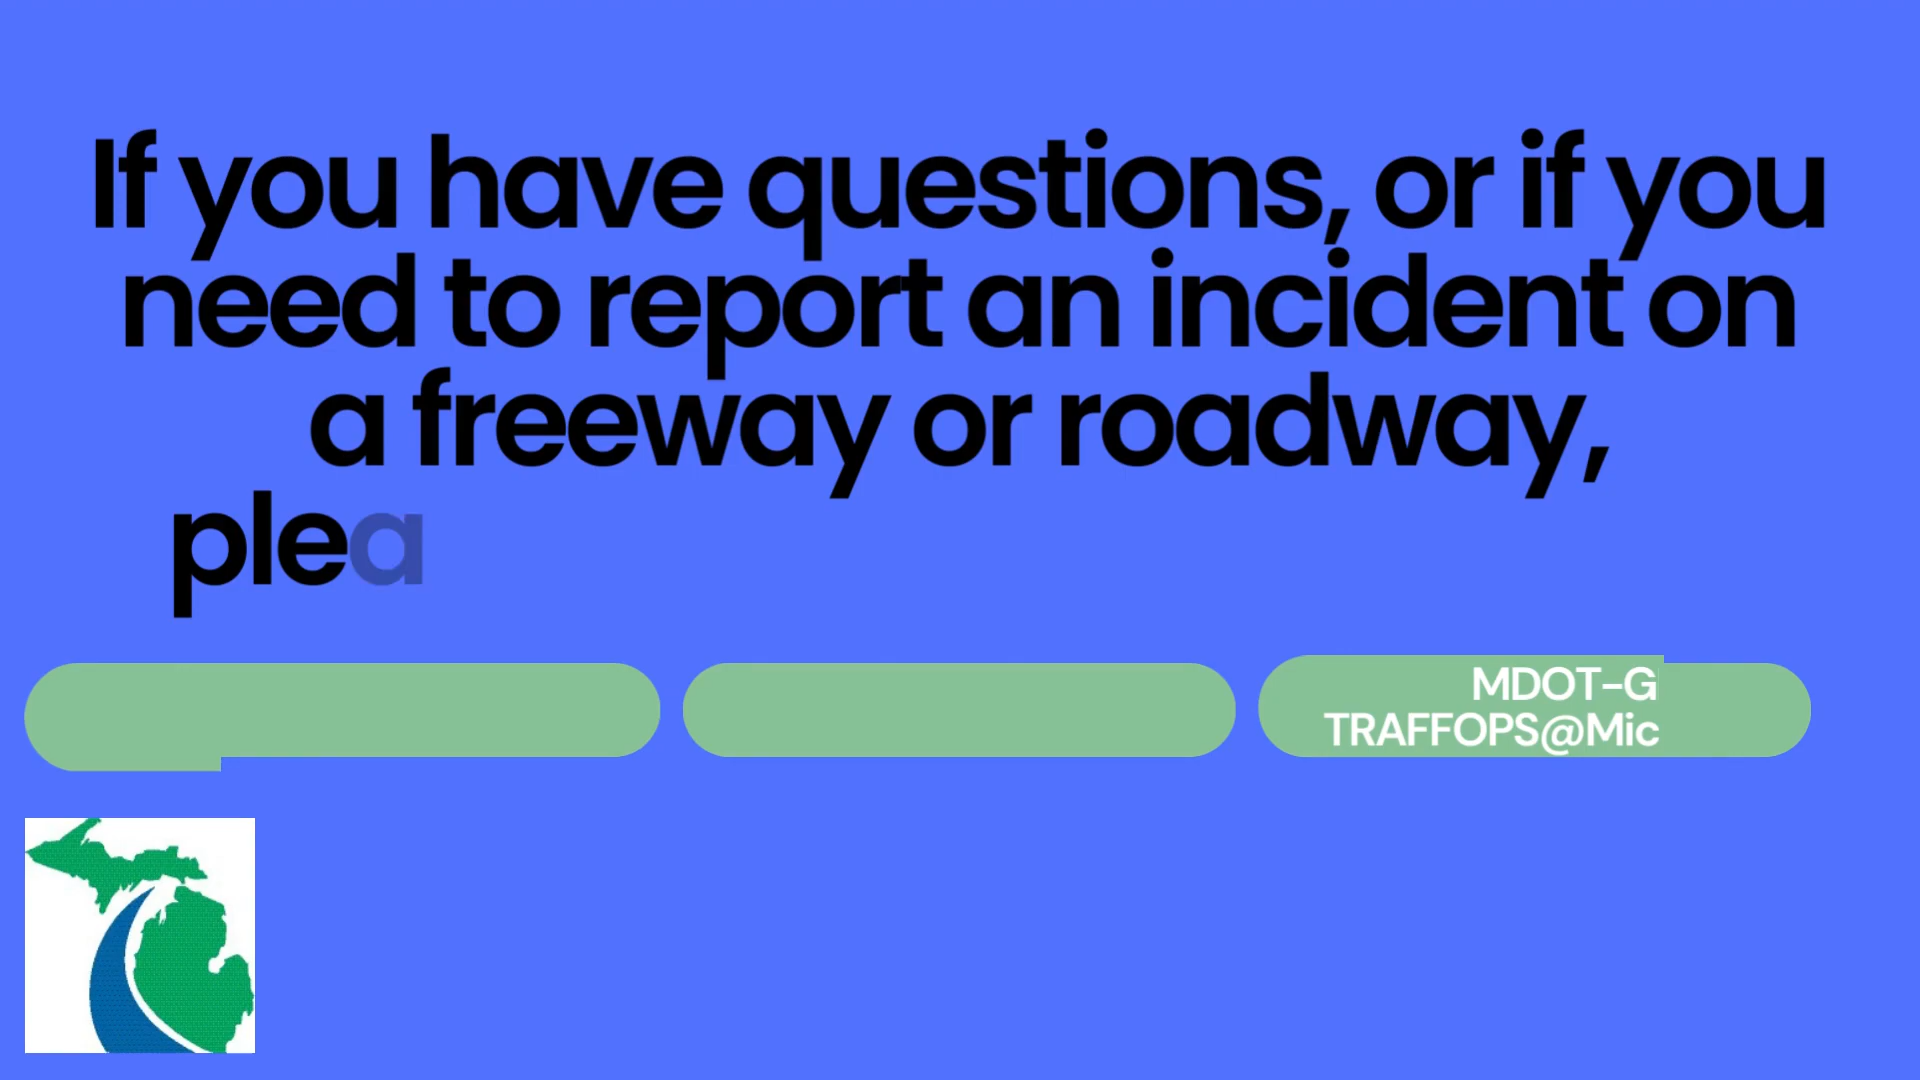 If you have questions, or if you
need to report an incident on
a freeway or roadway,
plea
MDOT-G
TRAFFOPS@Mic